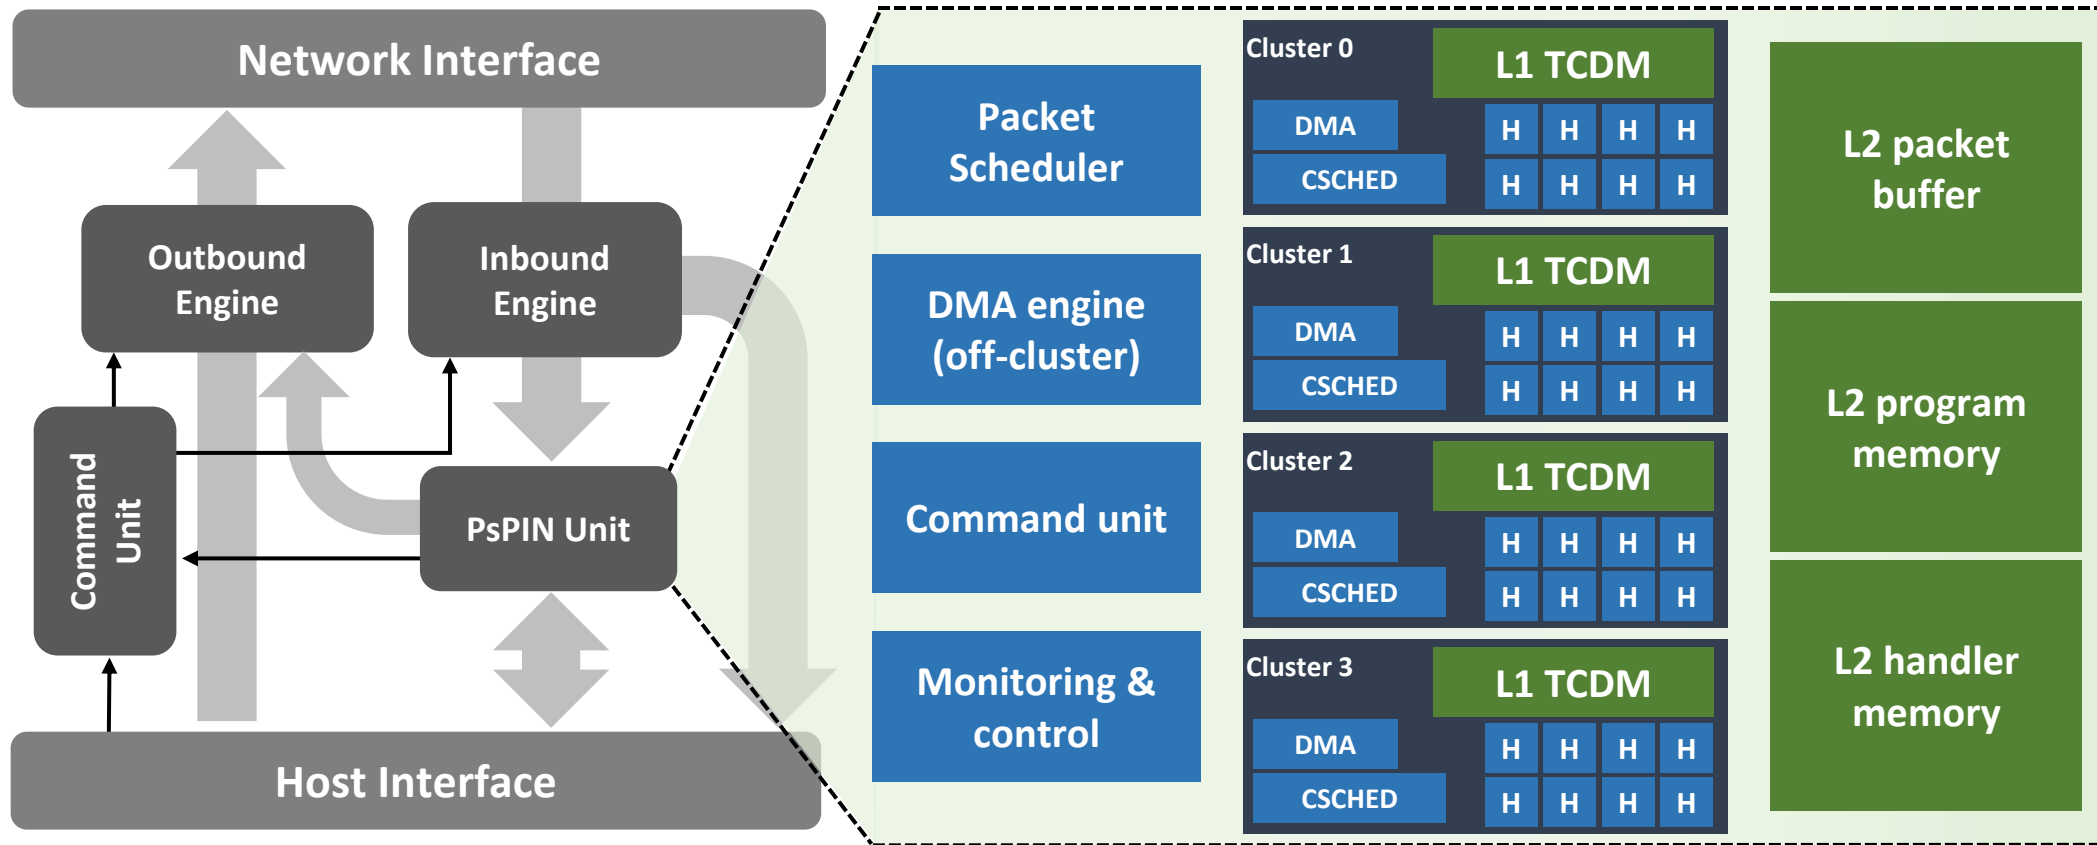 Network Interface
Outbound
Engine
Inbound
Engine
Command
Unit
PsPIN Unit
Host Interface
Packet
Scheduler
DMA engine
(off-cluster)
Command unit
Monitoring &
control
Cluster 0
L1 TCDM
DMA
H H H H
CSCHED
H H H H
Cluster 1
L1 TCDM
DMA
H H H H
CSCHED
H H H H
Cluster 2
L1 TCDM
DMA
H H H H
CSCHED
H H H H
Cluster 3
L1 TCDM
DMA
H H H H
CSCHED
H H H H
L2 packet
buffer
L2 program
memory
L2 handler
memory